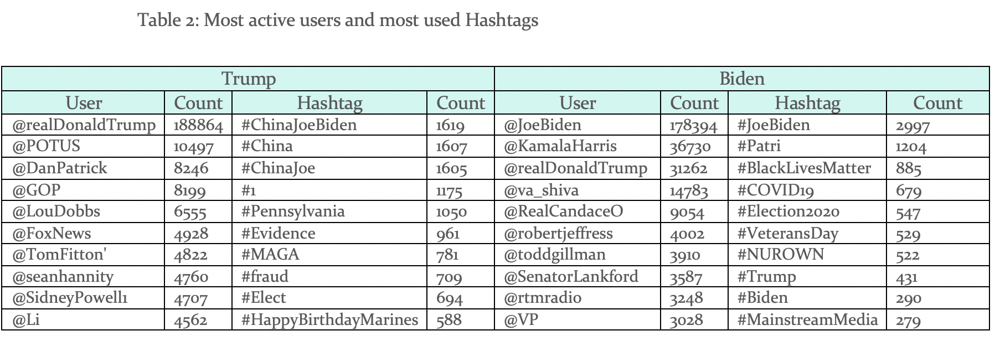 Table 2: Most active users and most used Hashtags
Trump Biden
User Count Hashtag Count User Count Hashtag Count
@realDonaldTrump 188864 #ChinaJoeBiden 1619 @JoeBiden 178394 #JoeBiden 2997
@POTUS 10497 #China 1607 @KamalaHarris 36730 #Patri 1204
@DanPatrick 8246 #ChinaJoe 1605 @realDonaldTrump 31262 #BlackLivesMatter 885
@GOP 8199 #1 1175 @va_shiva 14783 #COVID19 679
@LouDobbs 6555 #Pennsylvania 1050 @RealCandaceO 9054 #Election2020 547
@FoxNews 4928 #Evidence 961 @robertjeffress 4002 #VeteransDay 529
@TomFitton' 4822 #MAGA 781 @toddgillman 3910 #NUROWN 522
@seanhannity 4760 #fraud 709 @SenatorLankford 3587 #Trump 431
@SidneyPowell1 4707 #Elect 694 @rtmradio 3248 #Biden 290
@Li 4562 #HappyBirthdayMarines 588 @VP 3028 #MainstreamMedia 279